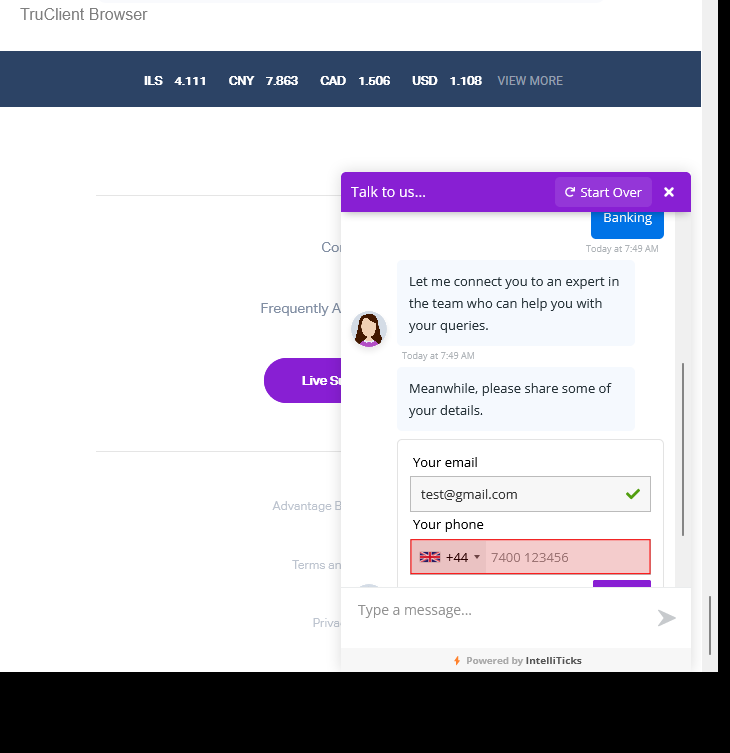 TruClient Browser
ILS 4.111 CNY 7.863 CAD 1.506 USD 1.108 VIEW MORE
Talk to us...
Start Over
Banking
Today at 7:49 AM
Let me connect you to an expert in
the team who can help you with
your queries.
Today at 7:49 AM
Meanwhile, please share some of
your details.
Frequently A
Live
Your email
test@gmail.com
Your phone
+44 7400 123456
Advantage B
Terms
Type a message...
Powered by IntelliTicks